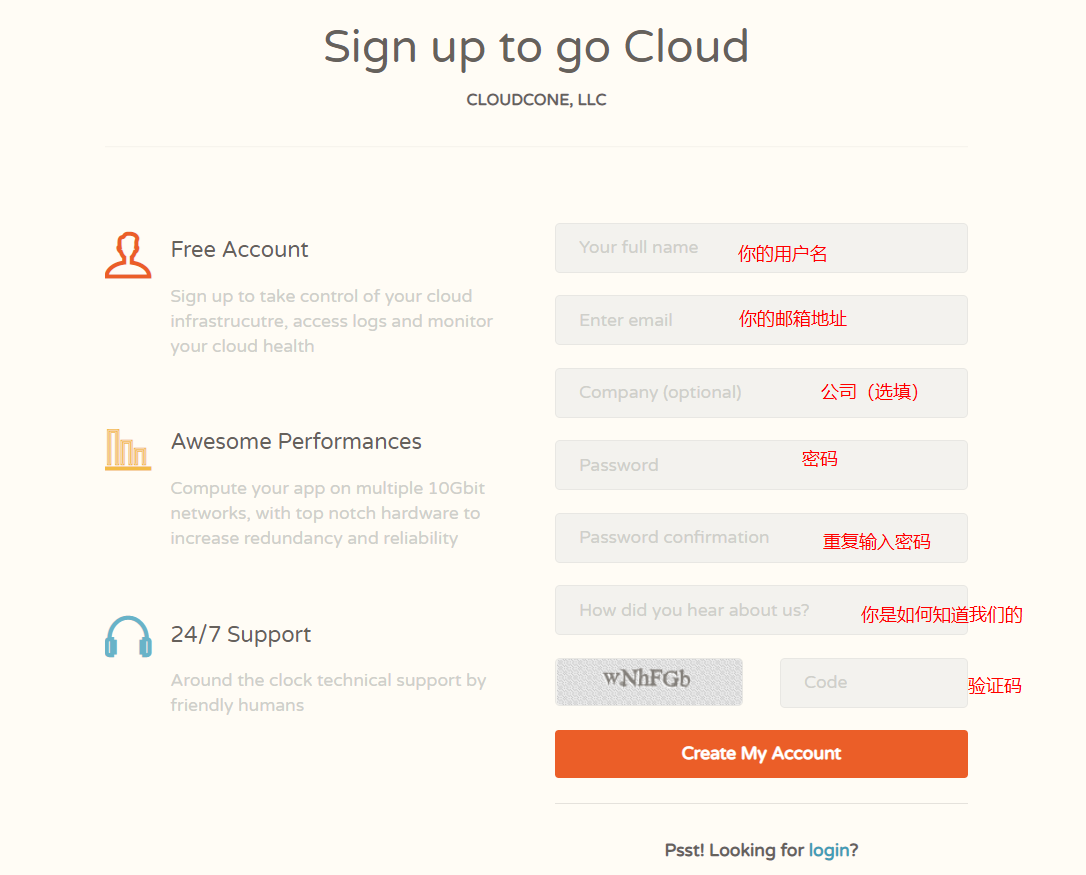 Sign up to go Cloud
CLOUDCONE, LLC
Free Account
Sign up to take control of your cloud
infrastrucutre, access logs and monitor
your cloud health
Awesome Performances
Compute your app on multiple 10Gbit
networks, with top notch hardware to
increase redundancy and reliability
24/7 Support
Around the clock technical support by
friendly humans
Your full name 你的用户名
Enter email 你的邮箱地址
Company (optional) 公司（选填）
Password 密码
Password confirmation 重复输入密码
How did you hear about us? 你是如何知道我们的
wNhFGb Code 验证码
Create My Account
Psst! Looking for login?